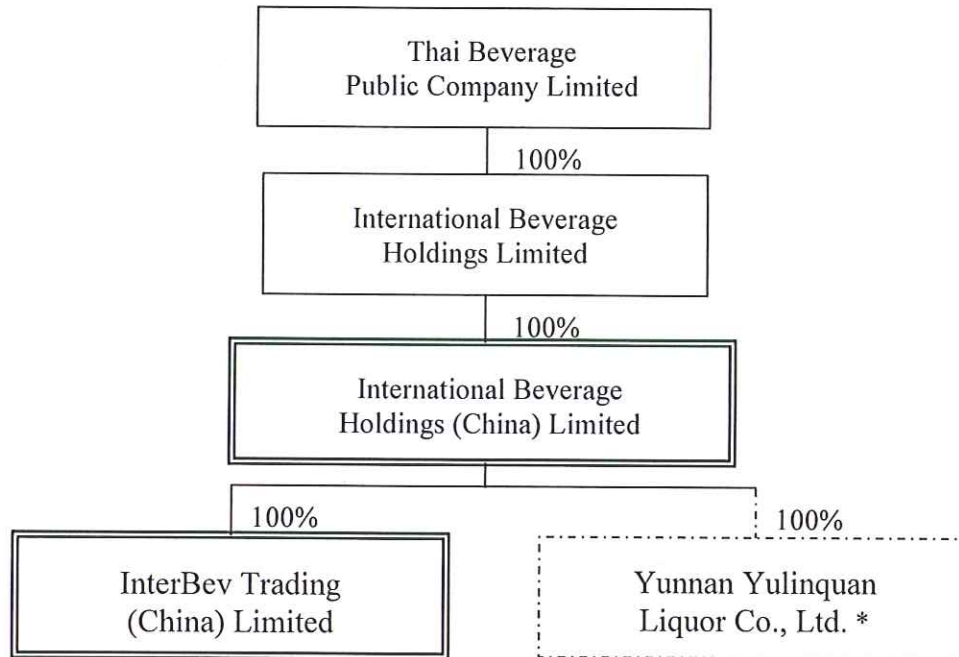 Thai Beverage
Public Company Limited
100%
International Beverage
Holdings Limited
100%
International Beverage
Holdings (China) Limited
100%
100%
InterBev Trading
(China) Limited
Yunnan Yulinquan
Liquor Co., Ltd. *